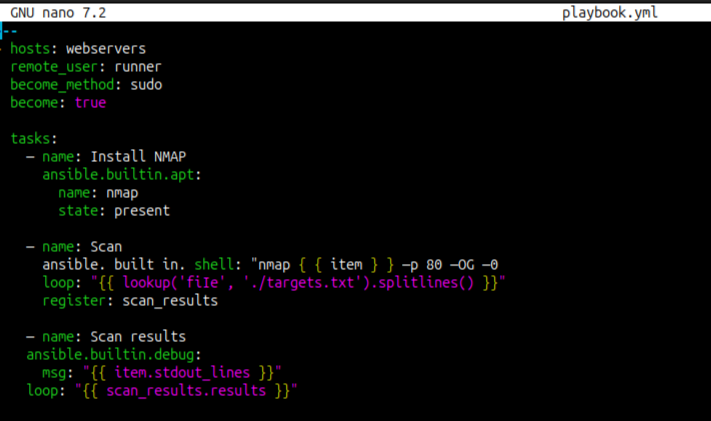 GNU nano 7.2 playbook.yml
--
- hosts: webservers
remote_user: runner
become_method: sudo
become: true
tasks:
— name: Install NMAP
ansible.builtin.apt:
name: nmap
state: present
— name: Scan
ansible. built in. shell: "nmap { { item } } —p 80 —OG —0
loop: "{{ lookup('fiIe', './targets.txt').splitlines() }}"
register: scan_results
— name: Scan results
ansible.builtin.debug:
msg: "{{ item.stdout_lines }}"
loop: "{{ scan_results.results }}"